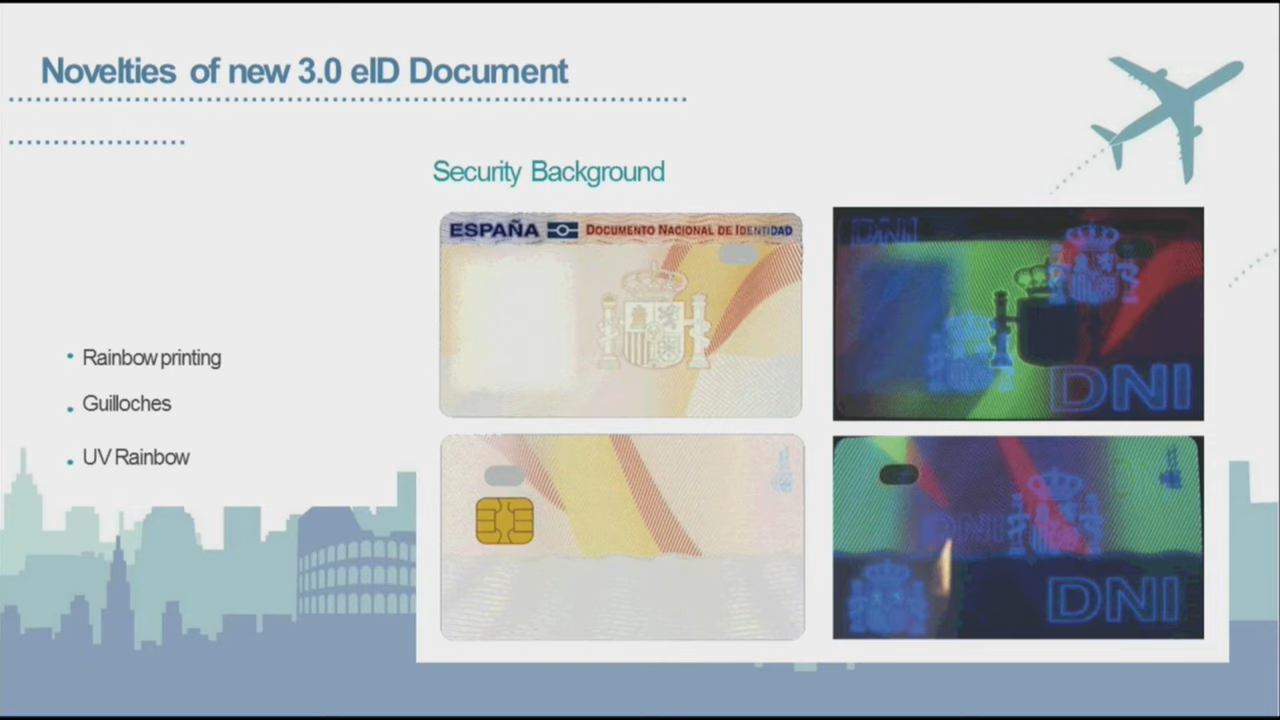 Novelties of new 3.0 eID Document
Security Background
ESPAÑA DOCUMENTO NACIONAL DE IDENTIDAD
DNI
DNI
• Rainbow printing
• Guilloches
• UV Rainbow
DNI
DNI